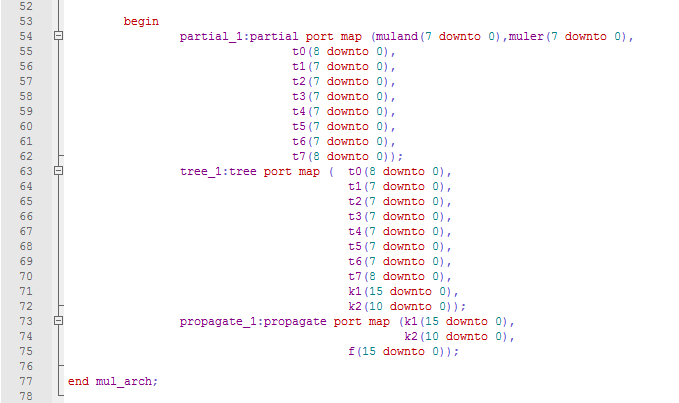 52
53 begin
54 partial_1:partial port map (muland(7 downto 0),muler(7 downto 0),
55 t0(8 downto 0),
56 t1(7 downto 0),
57 t2(7 downto 0),
58 t3(7 downto 0),
59 t4(7 downto 0),
60 t5(7 downto 0),
61 t6(7 downto 0),
62 t7(8 downto 0));
63 tree_1:tree port map ( t0(8 downto 0),
64 t1(7 downto 0),
65 t2(7 downto 0),
66 t3(7 downto 0),
67 t4(7 downto 0),
68 t5(7 downto 0),
69 t6(7 downto 0),
70 t7(8 downto 0),
71 k1(15 downto 0),
72 k2(10 downto 0));
73 propagate_1:propagate port map (k1(15 downto 0),
74 k2(10 downto 0),
75 f(15 downto 0));
76
77 end mul_arch;
78